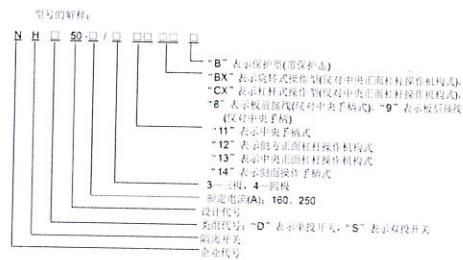 型号的解释：
N H □ 50-□/□ □□ □□ □
"B"表示保护型(带保护壳)
"BX"表示旋转式操作型(仅对中央正面杠杆操作机构式)，
"CX"表示杠杆式操作型(仅对中央正面杠杆操作机构式)，
"8"表示板前接线(仅对中央手柄式)，"9"表示板后接线
(仅对中央手柄)
"11"表示中央手柄式
"12"表示侧方正面杠杆操作机构式
"13"表示中央正面杠杆操作机构式
"14"表示侧面操作手柄式
3—三极，4—四极
额定电流(A)：160，250
设计代号
类组代号："D"表示单投开关，"S"表示双投开关
隔离开关
企业代号